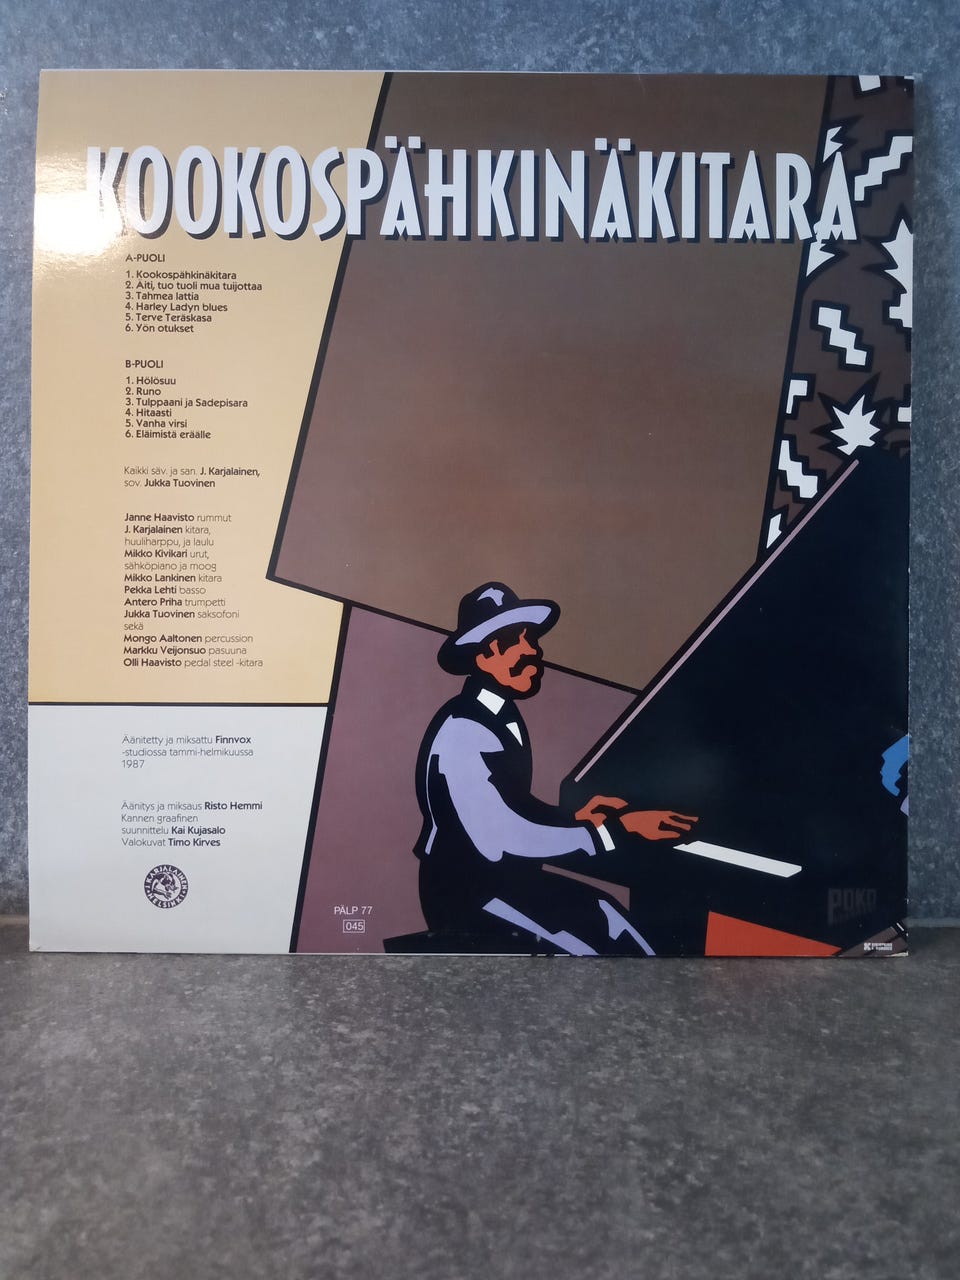 KOOKOSPÄHKINÄKITARA
A-PUOLI
1. Kookospähkinäkitara
2. Äiti, tuo tuoli mua tuijottaa
3. Tahmea lattia
4. Harley Ladyn blues
5. Terve Teräskasa
6. Yön otukset
B-PUOLI
1. Hölösuu
2. Runo
3. Tulppaani ja Sadepisara
4. Hitaasti
5. Vanha virsi
6. Eläimistä eräälle
Kaikki säv. ja san. J. Karjalainen,
sov. Jukka Tuovinen
Janne Haavisto rummut
J. Karjalainen kitara,
huuliharppu, ja laulu
Mikko Kivikari urut,
sähköpiano ja moog
Mikko Lankinen kitara
Pekka Lehti basso
Antero Priha trumpetti
Jukka Tuovinen saksofoni
sekä
Mongo Aaltonen percussion
Markku Veijonsuo pasuuna
Olli Haavisto pedal steel -kitara
Äänitetty ja miksattu Finnvox
-studiossa tammi-helmikuussa
1987
Äänitys ja miksaus Risto Hemmi
Kannen graafinen
suunnittelu Kai Kujasalo
Valokuvat Timo Kirves
J. KARJALAINEN
HELSINKI
PÄLP 77
045
POKO